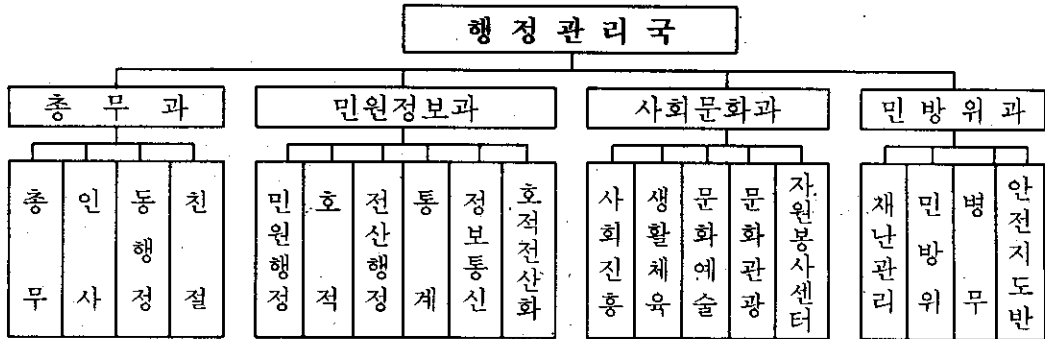 행정관리국
총무과
민원정보과
사회문화과
민방위과
총무
인사
동행정
친절
민원행정
호적
전산행정
통계
정보통신
호적전산화
사회진흥
생활체육
문화예술
문화관광
자원봉사센터
재난관리
민방위
병무
안전지도반